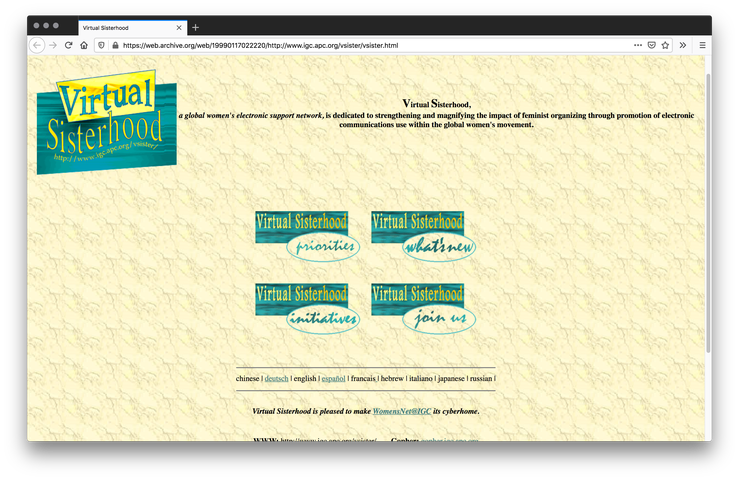 Virtual Sisterhood
https://web.archive.org/web/19990117022220/http://www.igc.apc.org/vsister/vsister.html
Virtual
Sisterhood
http://www.igc.apc.org/vsister/
Virtual Sisterhood,
a global women's electronic support network, is dedicated to strengthening and magnifying the impact of feminist organizing through promotion of electronic
communications use within the global women's movement.
Virtual Sisterhood
priorities
Virtual Sisterhood
what's new
Virtual Sisterhood
initiatives
Virtual Sisterhood
join us
chinese | deutsch | english | español | francais | hebrew | italiano | japanese | russian |
Virtual Sisterhood is pleased to make WomensNet@IGC its cyberhome.
WWW: http://www.igc.apc.org/vsister/ Gopher: gopher.igc.apc.org